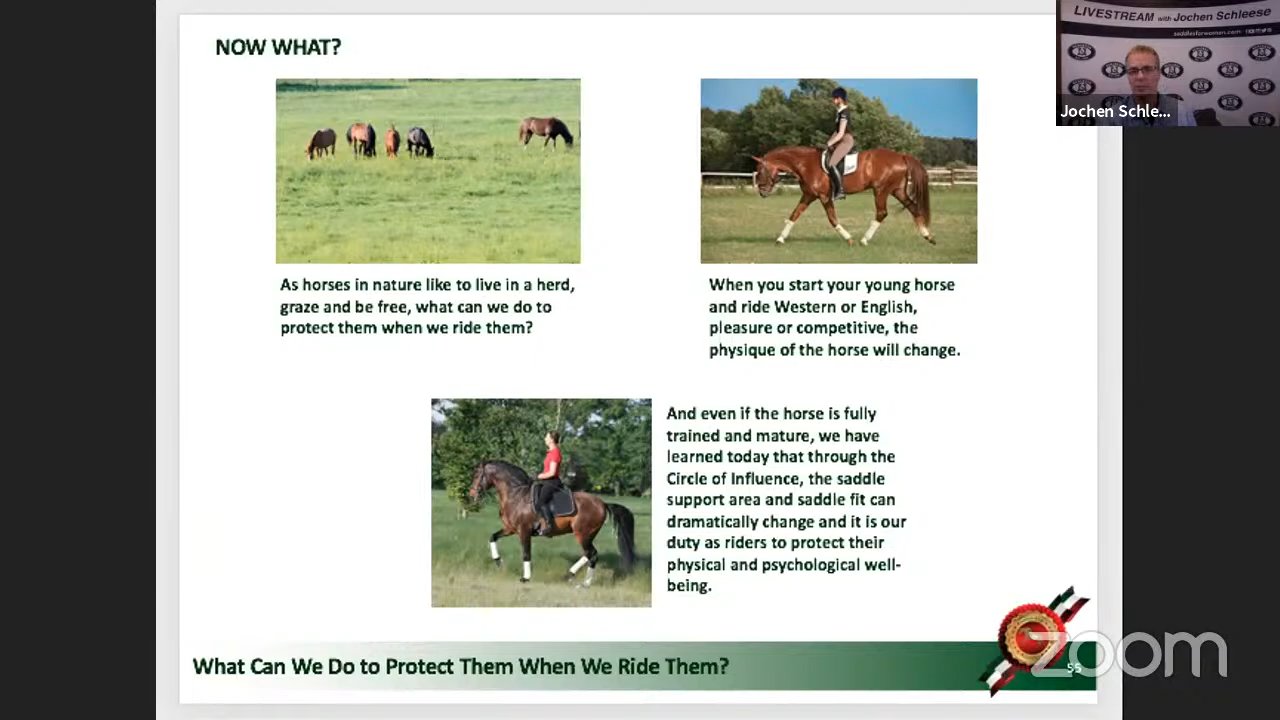 NOW WHAT?
LIVESTREAM with Jochen Schleese
saddlesforwomen.com
Jochen Schle...
As horses in nature like to live in a herd,
graze and be free, what can we do to
protect them when we ride them?
When you start your young horse
and ride Western or English,
pleasure or competitive, the
physique of the horse will change.
And even if the horse is fully
trained and mature, we have
learned today that through the
Circle of Influence, the saddle
support area and saddle fit can
dramatically change and it is our
duty as riders to protect their
physical and psychological well-
being.
What Can We Do to Protect Them When We Ride Them?
zoom